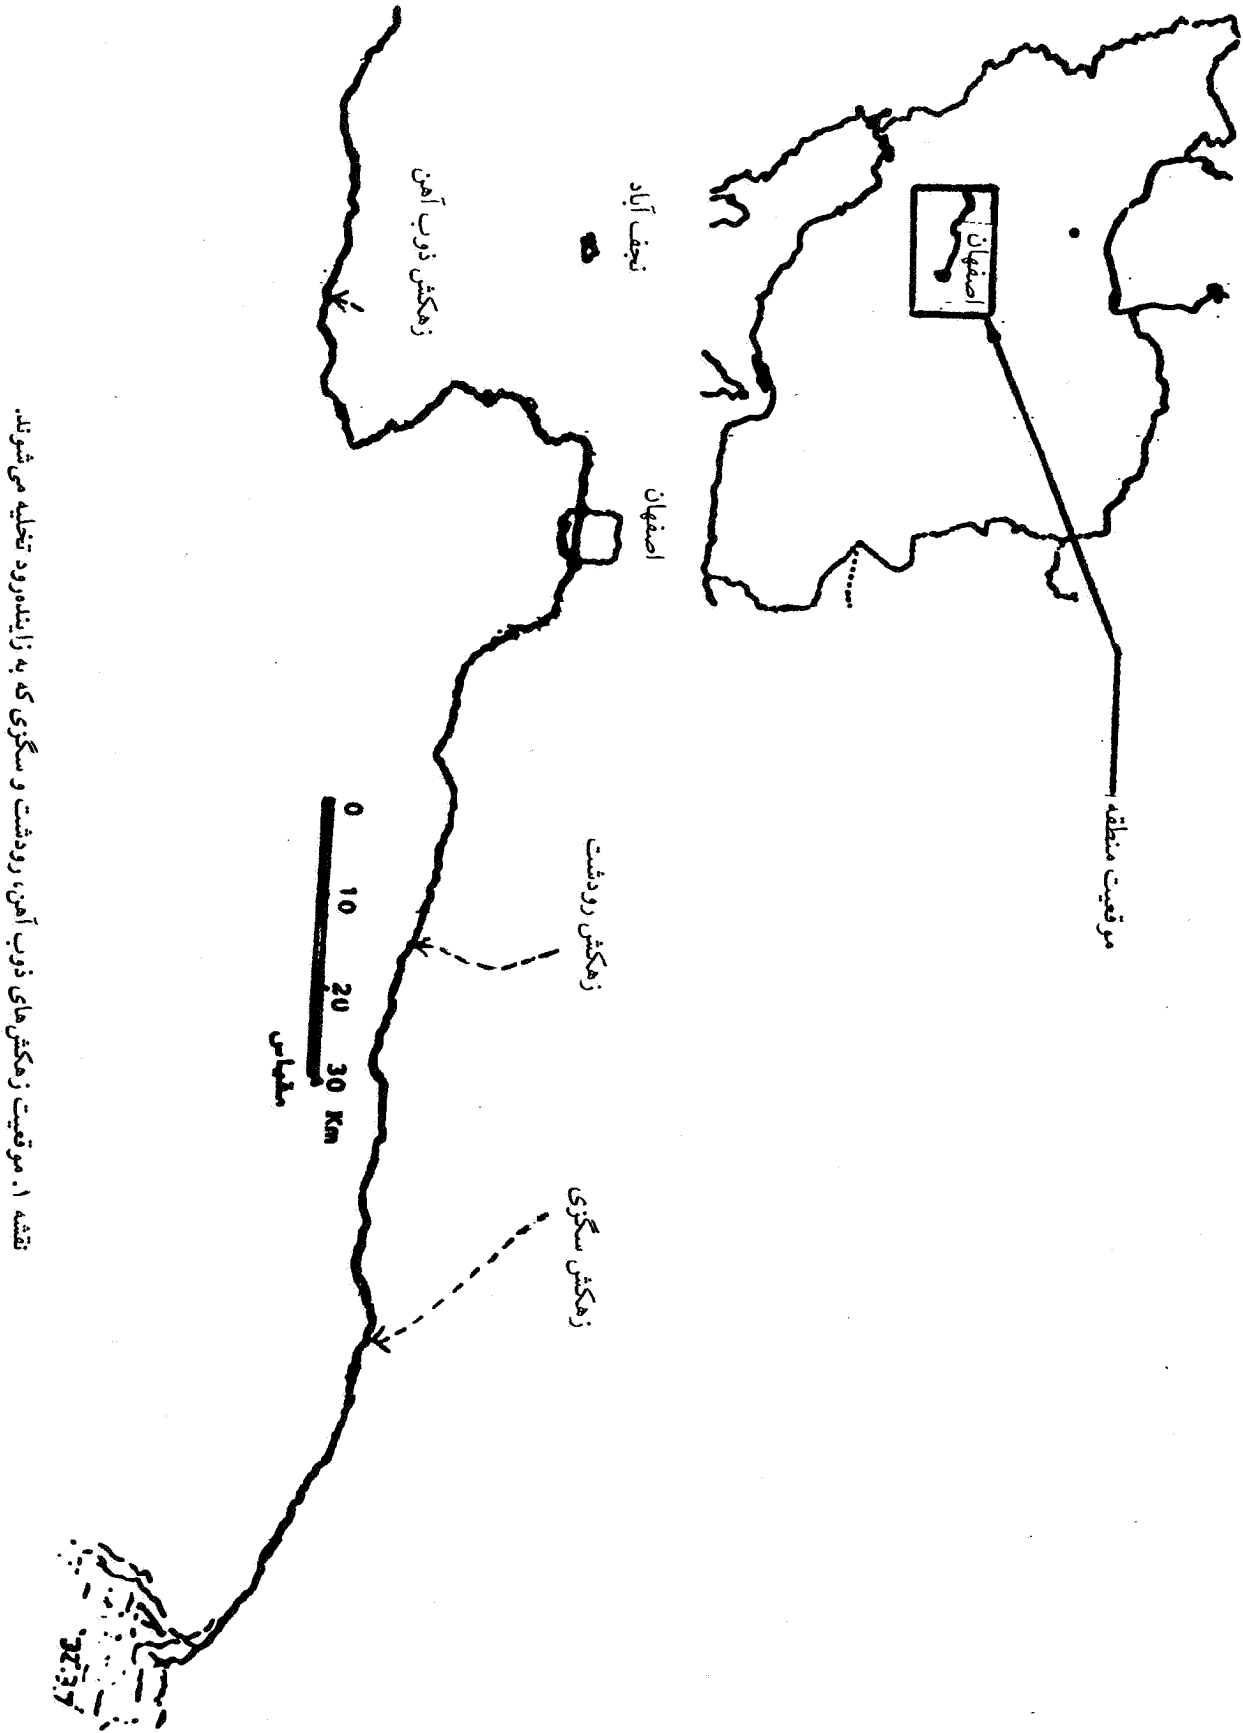 موقعیت منطقه
اصفهان
نجف آباد
اصفهان
زهکش ذوب آهن
زهکش رودشت
زهکش سگزی
0 10 20 30 Km
مقیاس
نقشه ۱. موقعیت زهکش‌های ذوب آهن، رودشت و سگزی که به زاینده‌رود تخلیه می‌شوند.